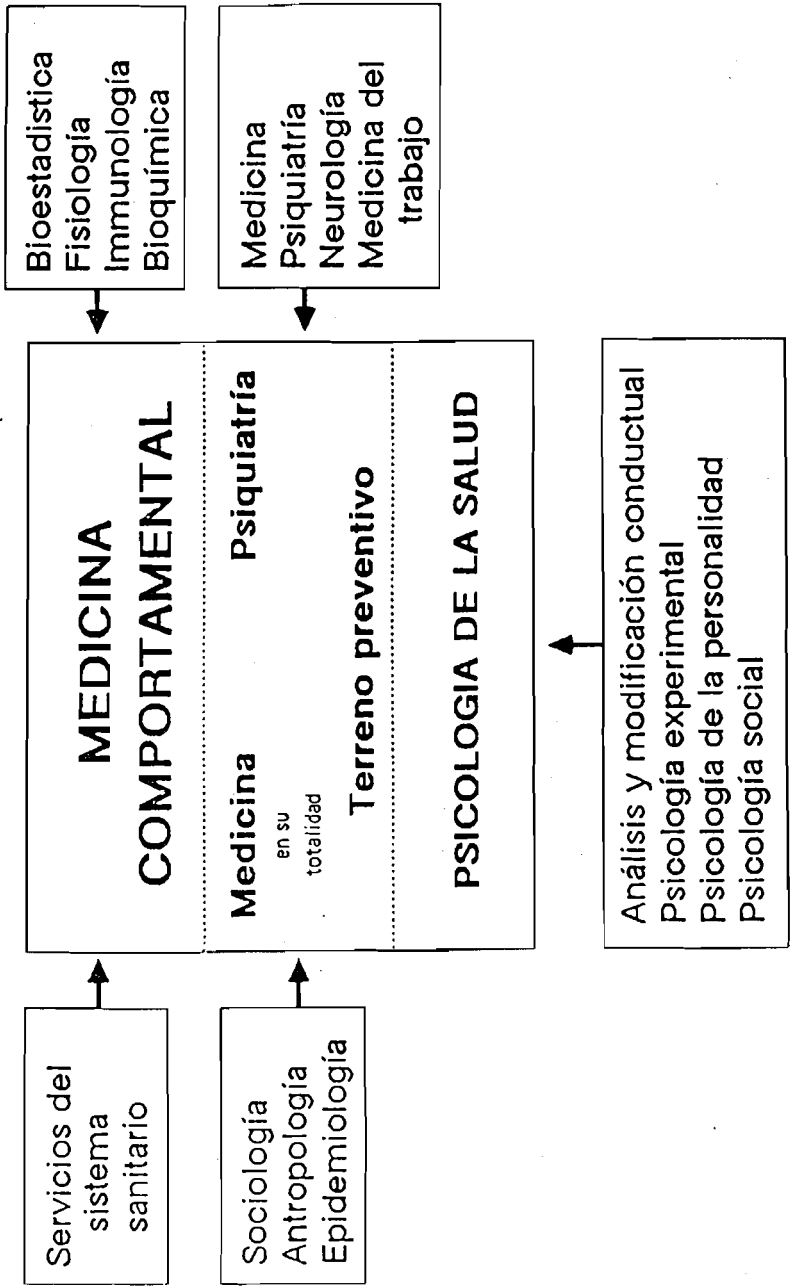 Servicios del
sistema
sanitario
Sociología
Antropología
Epidemiología
MEDICINA
COMPORTAMENTAL
Medicina
en su
totalidad
Psiquiatría
Terreno preventivo
PSICOLOGIA DE LA SALUD
Bioestadistica
Fisiología
Immunología
Bioquímica
Medicina
Psiquiatría
Neurología
Medicina del
trabajo
Análisis y modificación conductual
Psicología experimental
Psicología de la personalidad
Psicología social